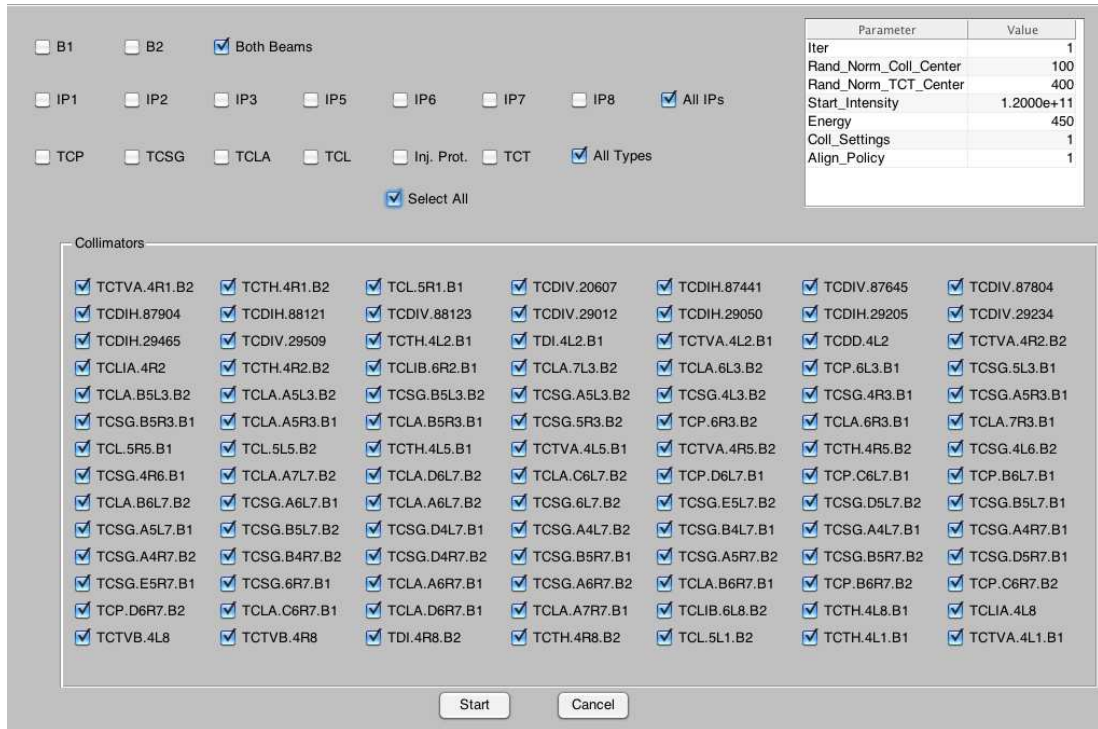 B1 B2 Both Beams
IP1 IP2 IP3 IP5 IP6 IP7 IP8 All IPs
TCP TCSG TCLA TCL Inj. Prot. TCT All Types
Select All
Parameter Value
Iter 1
Rand_Norm_Coll_Center 100
Rand_Norm_TCT_Center 400
Start_Intensity 1.2000e+11
Energy 450
Coll_Settings 1
Align_Policy 1
Collimators
TCTVA.4R1.B2 TCTH.4R1.B2 TCL.5R1.B1 TCDIV.20607 TCDIH.87441 TCDIV.87645 TCDIV.87804
TCDIH.87904 TCDIH.88121 TCDIV.88123 TCDIV.29012 TCDIH.29050 TCDIH.29205 TCDIV.29234
TCDIH.29465 TCDIV.29509 TCTH.4L2.B1 TDI.4L2.B1 TCTVA.4L2.B1 TCDD.4L2 TCTVA.4R2.B2
TCLIA.4R2 TCTH.4R2.B2 TCLIB.6R2.B1 TCLA.7L3.B2 TCLA.6L3.B2 TCP.6L3.B1 TCSG.5L3.B1
TCLA.B5L3.B2 TCLA.A5L3.B2 TCSG.B5L3.B2 TCSG.A5L3.B2 TCSG.4L3.B2 TCSG.4R3.B1 TCSG.A5R3.B1
TCSG.B5R3.B1 TCLA.A5R3.B1 TCLA.B5R3.B1 TCSG.5R3.B2 TCP.6R3.B2 TCLA.6R3.B1 TCLA.7R3.B1
TCL.5R5.B1 TCL.5L5.B2 TCTH.4L5.B1 TCTVA.4L5.B1 TCTVA.4R5.B2 TCTH.4R5.B2 TCSG.4L6.B2
TCSG.4R6.B1 TCLA.A7L7.B2 TCLA.D6L7.B2 TCLA.C6L7.B2 TCP.D6L7.B1 TCP.C6L7.B1 TCP.B6L7.B1
TCLA.B6L7.B2 TCSG.A6L7.B1 TCLA.A6L7.B2 TCSG.6L7.B2 TCSG.E5L7.B2 TCSG.D5L7.B2 TCSG.B5L7.B1
TCSG.A5L7.B1 TCSG.B5L7.B2 TCSG.D4L7.B1 TCSG.A4L7.B2 TCSG.B4L7.B1 TCSG.A4L7.B1 TCSG.A4R7.B1
TCSG.A4R7.B2 TCSG.B4R7.B2 TCSG.D4R7.B2 TCSG.B5R7.B1 TCSG.A5R7.B2 TCSG.B5R7.B2 TCSG.D5R7.B1
TCSG.E5R7.B1 TCSG.6R7.B1 TCLA.A6R7.B1 TCSG.A6R7.B2 TCLA.B6R7.B1 TCP.B6R7.B2 TCP.C6R7.B2
TCP.D6R7.B2 TCLA.C6R7.B1 TCLA.D6R7.B1 TCLA.A7R7.B1 TCLIB.6L8.B2 TCTH.4L8.B1 TCLIA.4L8
TCTVB.4L8 TCTVB.4R8 TDI.4R8.B2 TCTH.4R8.B2 TCL.5L1.B2 TCTH.4L1.B1 TCTVA.4L1.B1
Start Cancel